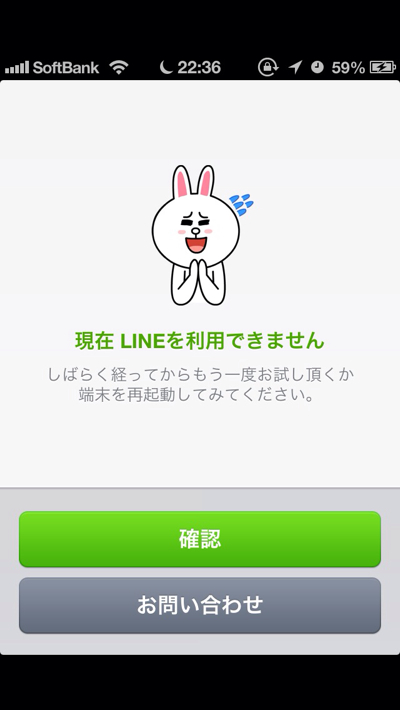 SoftBank 22:36 59%
現在 LINEを利用できません
しばらく経ってからもう一度お試し頂くか
端末を再起動してみてください。
確認
お問い合わせ